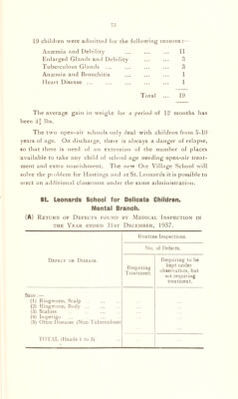 73
19 children were admitted for the following reasons:—
Anæmia and Debility ... ... ... 11
Enlarged Glands and Debility ... 3
Tuberculous Glands ... ... ... 3
Anæmia and Bronchitis ... ... 1
Heart Disease ... ... ... ... 1
Total ... 19
The average gain in weight for a period of 12 months has
been lbs.
The two open-air schools only deal with children from 5-10
years of age. On discharge, there is always a danger of relapse,
so that there is need of an extension of the number of places
available to take any child of school age needing open-air treat-
ment and extra nourishment. The new Ore Village School will
solve the problem for Hastings and at St. Leonards it is possible to
erect an additional classroom under the same administration.
St. Leonards School for Delicate Children.
Mental Branch.
(A) Return of Defects found by Medical Inspection in
the Year ended 31st December, 1937.
Routine Inspections.
No. of Defects.
Defect or Disease.
Requiring
Treatment.
Requiring to be
kept under
observation, but
not requiring
treatment.
Skin—
(1) Ringworm, Scalp ... ...
(2) Ringworm, Body ... ...
(3) Scabies ... ...
(4) Impetigo ... ...
(5) Other Diseases (Non-Tuberculous)
TOTAL (Heads 1 to 5) ...